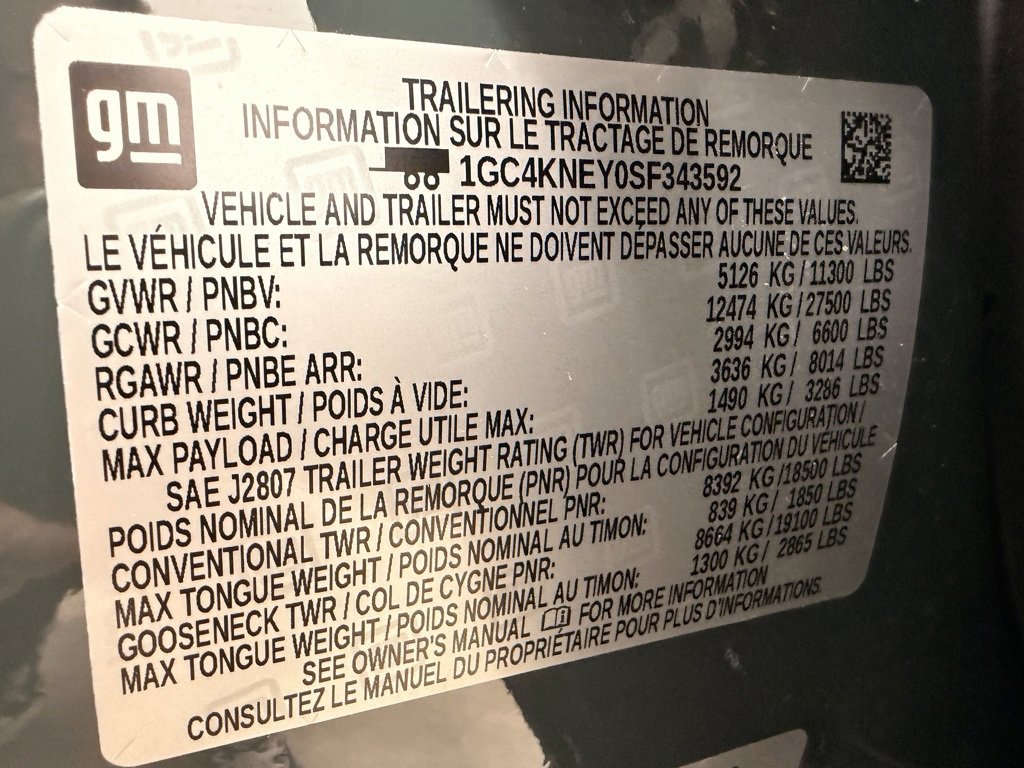 gm
TRAILERING INFORMATION
INFORMATION SUR LE TRACTAGE DE REMORQUE
1GC4KNEY0SF343592
VEHICLE AND TRAILER MUST NOT EXCEED ANY OF THESE VALUES.
LE VÉHICULE ET LA REMORQUE NE DOIVENT DÉPASSER AUCUNE DE CES VALEURS.
GVWR / PNBV: 5126 KG / 11300 LBS
GCWR / PNBC: 12474 KG / 27500 LBS
RGAWR / PNBE ARR: 2994 KG / 6600 LBS
CURB WEIGHT / POIDS À VIDE: 3636 KG / 8014 LBS
MAX PAYLOAD / CHARGE UTILE MAX: 1490 KG / 3286 LBS
SAE J2807 TRAILER WEIGHT RATING (TWR) FOR VEHICLE CONFIGURATION /
POIDS NOMINAL DE LA REMORQUE (PNR) POUR LA CONFIGURATION DU VÉHICULE
CONVENTIONAL TWR / CONVENTIONNEL PNR: 8392 KG /18500 LBS
MAX TONGUE WEIGHT / POIDS NOMINAL AU TIMON: 839 KG / 1850 LBS
GOOSENECK TWR / COL DE CYGNE PNR: 8664 KG / 19100 LBS
MAX TONGUE WEIGHT / POIDS NOMINAL AU TIMON: 1300 KG / 2865 LBS
SEE OWNER'S MANUAL FOR MORE INFORMATION
CONSULTEZ LE MANUEL DU PROPRIÉTAIRE POUR PLUS D'INFORMATIONS.